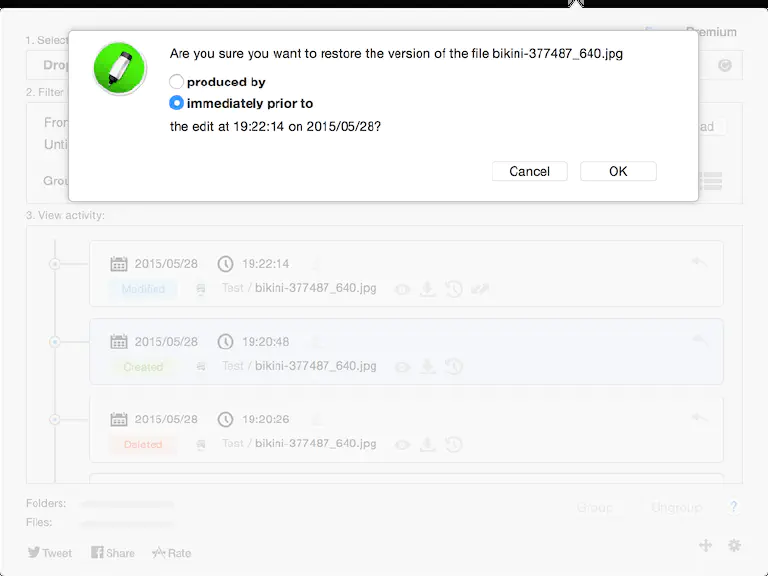 Premium
1. Select
Are you sure you want to restore the version of the file bikini-377487_640.jpg
Drop
produced by
2. Filter
immediately prior to
From
the edit at 19:22:14 on 2015/05/28?
Cancel
OK
3. View activity:
2015/05/28 19:22:14
Modified Test / bikini-377487_640.jpg
2015/05/28 19:20:48
Created Test / bikini-377487_640.jpg
2015/05/28 19:20:26
Deleted Test / bikini-377487_640.jpg
Folders:
Group Ungroup ?
Files:
Tweet Share Rate